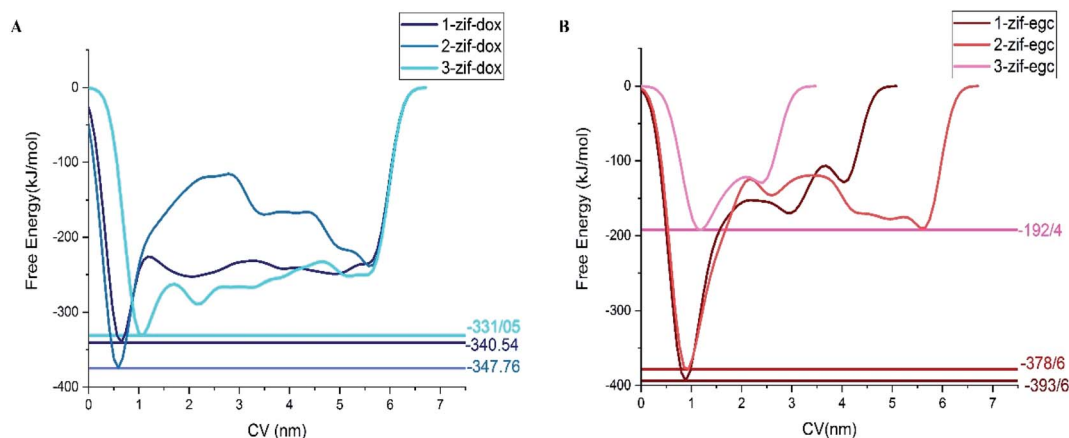 A
1-zif-dox
2-zif-dox
3-zif-dox
0
-100
-200
-300
-400
Free Energy(kJ/mol)
-331/05
-340.54
-347.76
0 1 2 3 4 5 6 7
CV (nm)
B
1-zif-egc
2-zif-egc
3-zif-egc
0
-100
-200
-300
-400
Free Energy (kJ/mol)
-192/4
-378/6
-393/6
0 1 2 3 4 5 6 7
CV(nm)